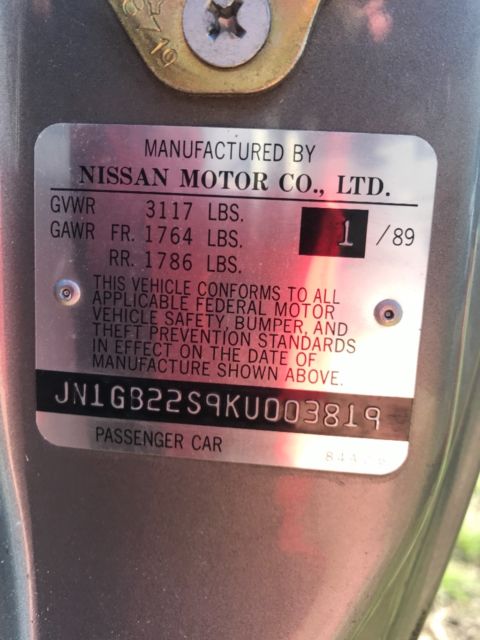 MANUFACTURED BY
NISSAN MOTOR CO., LTD.
GVWR 3117 LBS.
GAWR FR. 1764 LBS. 1 /89
RR. 1786 LBS.
THIS VEHICLE CONFORMS TO ALL
APPLICABLE FEDERAL MOTOR
VEHICLE SAFETY, BUMPER, AND
THEFT PREVENTION STANDARDS
IN EFFECT ON THE DATE OF
MANUFACTURE SHOWN ABOVE.
JN1GB22S9KU003819
PASSENGER CAR